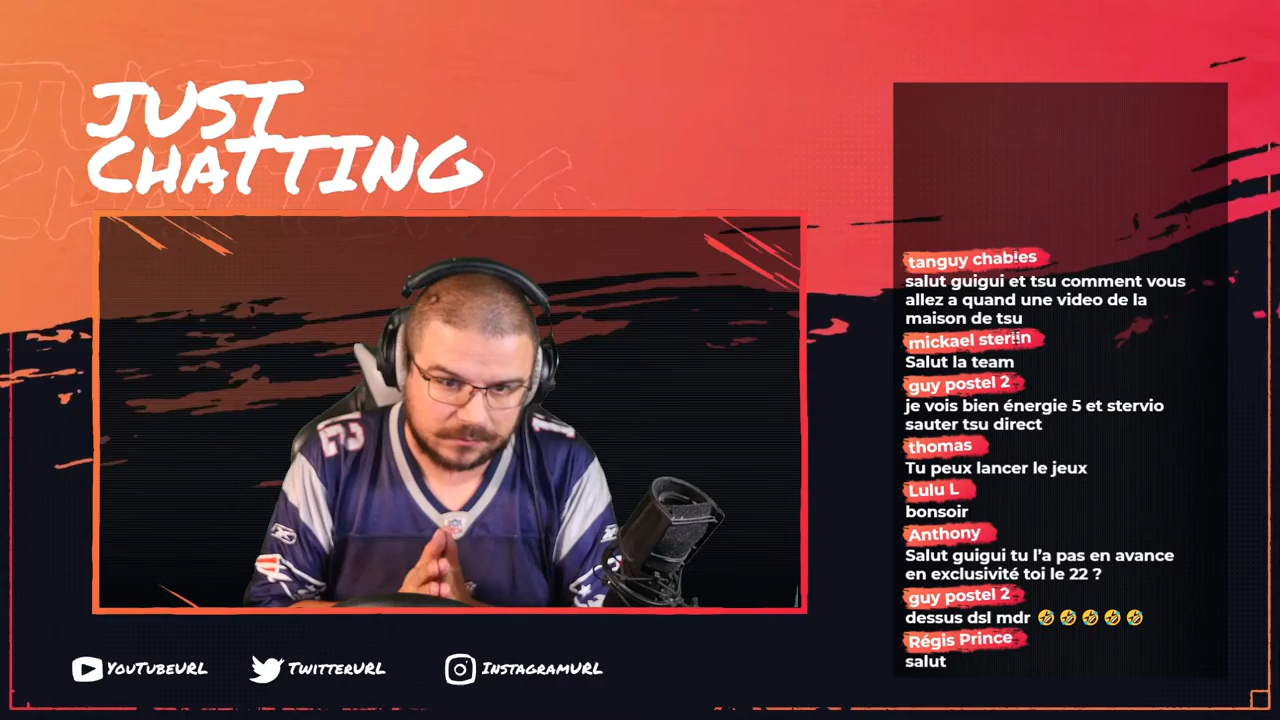 JUST
CHATTING
tanguy chables
salut guigui et tsu comment vous
allez a quand une video de la
maison de tsu
mickael sterlin
Salut la team
guy postel 2
je vois bien énergie 5 et stervio
sauter tsu direct
thomas
Tu peux lancer le jeux
Lulu L
bonsoir
Anthony
Salut guigui tu l’a pas en avance
en exclusivité toi le 22 ?
guy postel 2
dessus dsl mdr 🤣 🤣 🤣 🤣 🤣
Régis Prince
salut
12
YouTubeURL
TwitterURL
InstagramURL